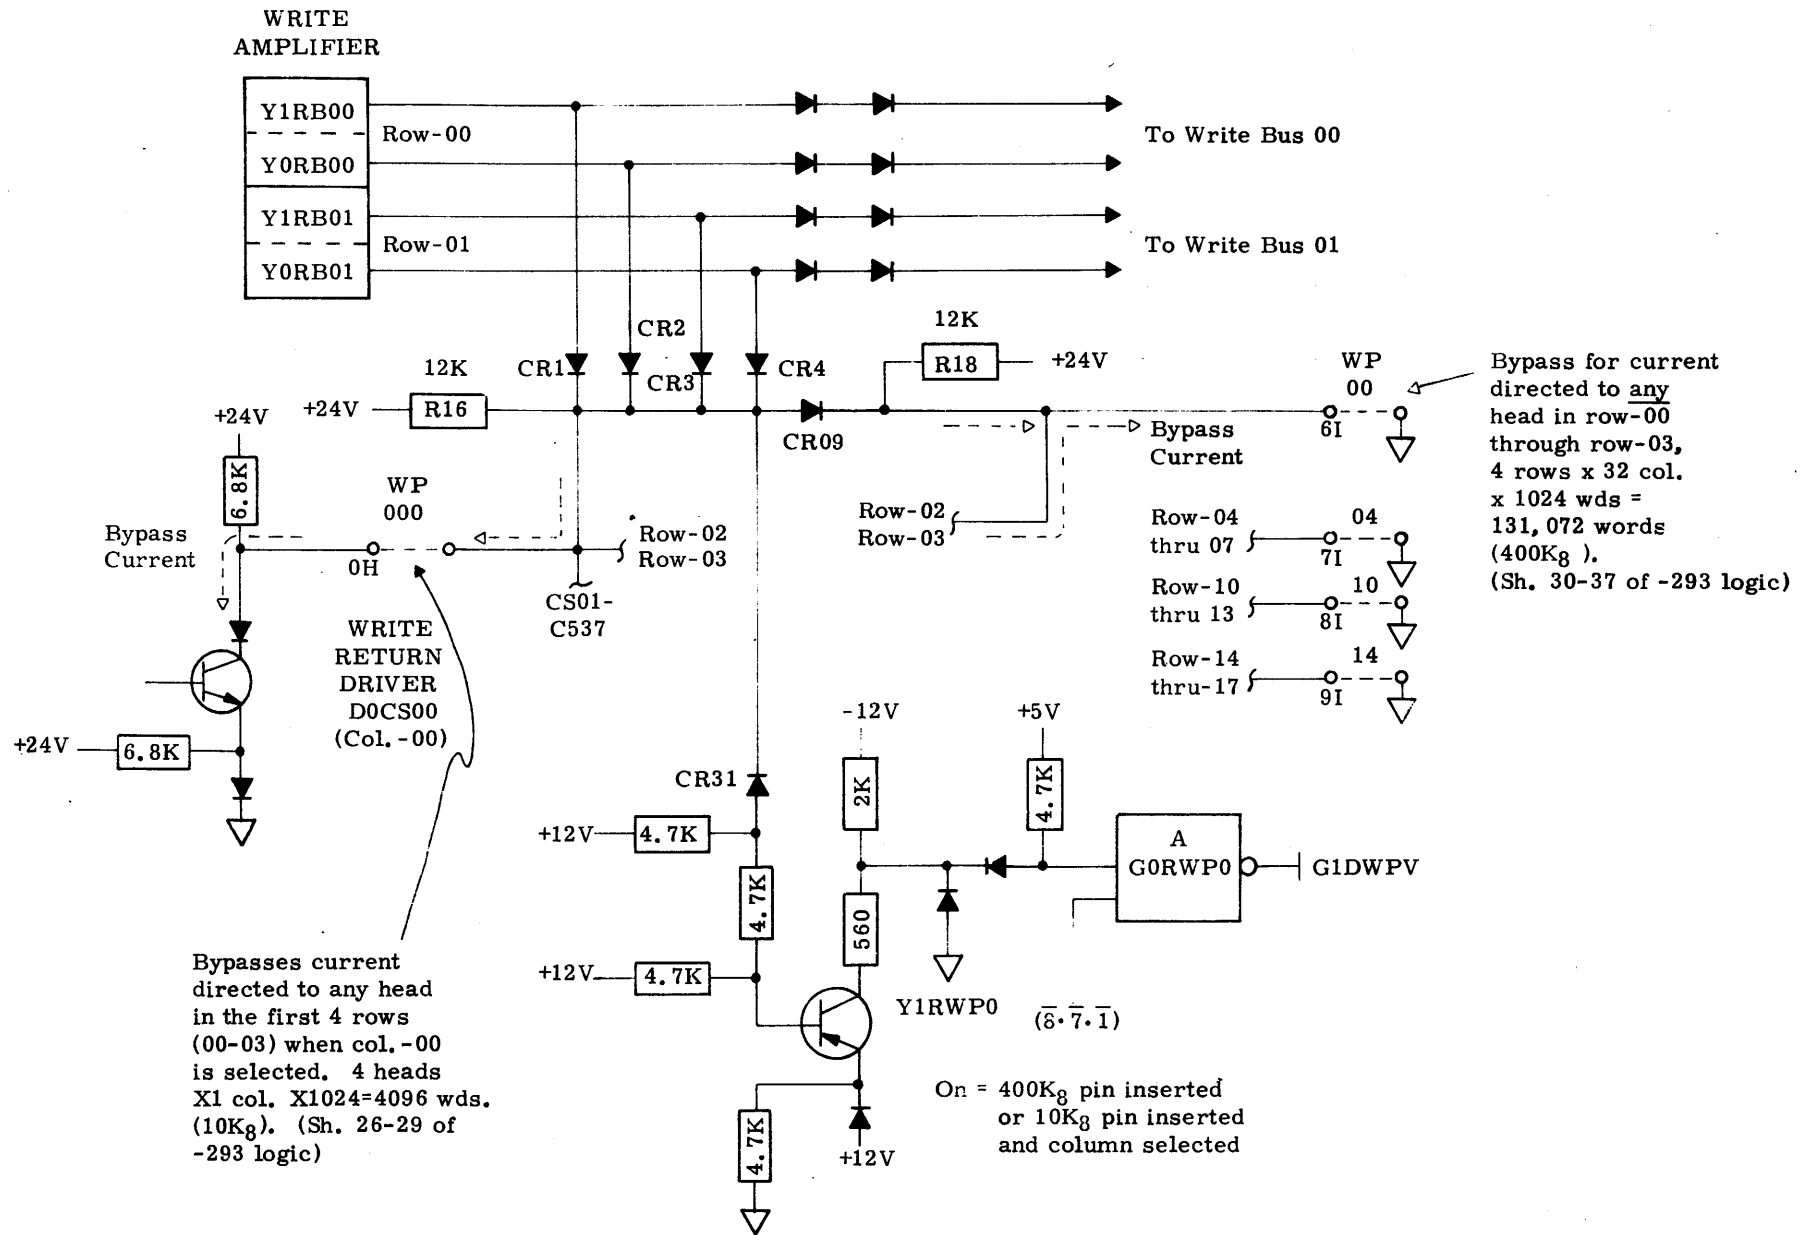 WRITE
AMPLIFIER
Y1RB00
Row-00
Y0RB00
Y1RB01
Row-01
Y0RB01
To Write Bus 00
To Write Bus 01
CR1
CR2
CR3
CR4
12K
R18
+24V
12K
+24V
R16
CR09
WP
00
6I
Bypass for current
directed to any
head in row-00
through row-03,
4 rows x 32 col.
x 1024 wds =
131,072 words
(400K8 ).
(Sh. 30-37 of -293 logic)
Bypass
Current
Row-02
Row-03
Row-04
thru 07
04
7I
Row-10
thru 13
10
8I
Row-14
thru-17
14
9I
+24V
6.8K
Bypass
Current
WP
000
0H
Row-02
Row-03
CS01-
C537
WRITE
RETURN
DRIVER
D0CS00
(Col.-00)
+24V
6.8K
Bypasses current
directed to any head
in the first 4 rows
(00-03) when col.-00
is selected. 4 heads
X1 col. X1024=4096 wds.
(10K8). (Sh. 26-29 of
-293 logic)
CR31
+12V
4.7K
4.7K
+12V
4.7K
4.7K
+12V
-12V
2K
560
+5V
4.7K
A
G0RWP0
G1DWPV
Y1RWP0
(8̅·7̅·1̅)
On = 400K8 pin inserted
or 10K8 pin inserted
and column selected